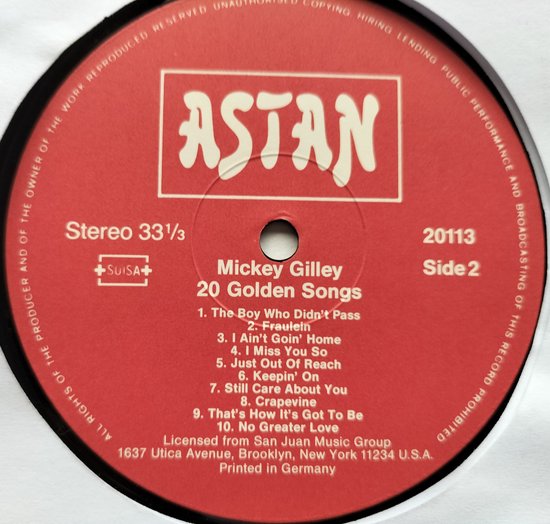 ALL RIGHTS OF THE PRODUCER AND OF THE OWNER OF THE WORK REPRODUCED RESERVED UNAUTHORISED COPYING, HIRING, LENDING, PUBLIC PERFORMANCE AND BROADCASTING OF THIS RECORD PROHIBITED
ASTAN
Stereo 33 1/3
20113
SUISA
Side 2
Mickey Gilley
20 Golden Songs
1. The Boy Who Didn't Pass
2. Fraulein
3. I Ain't Goin' Home
4. I Miss You So
5. Just Out Of Reach
6. Keepin' On
7. Still Care About You
8. Crapevine
9. That's How It's Got To Be
10. No Greater Love
Licensed from San Juan Music Group
1637 Utica Avenue, Brooklyn, New York 11234 U.S.A.
Printed in Germany